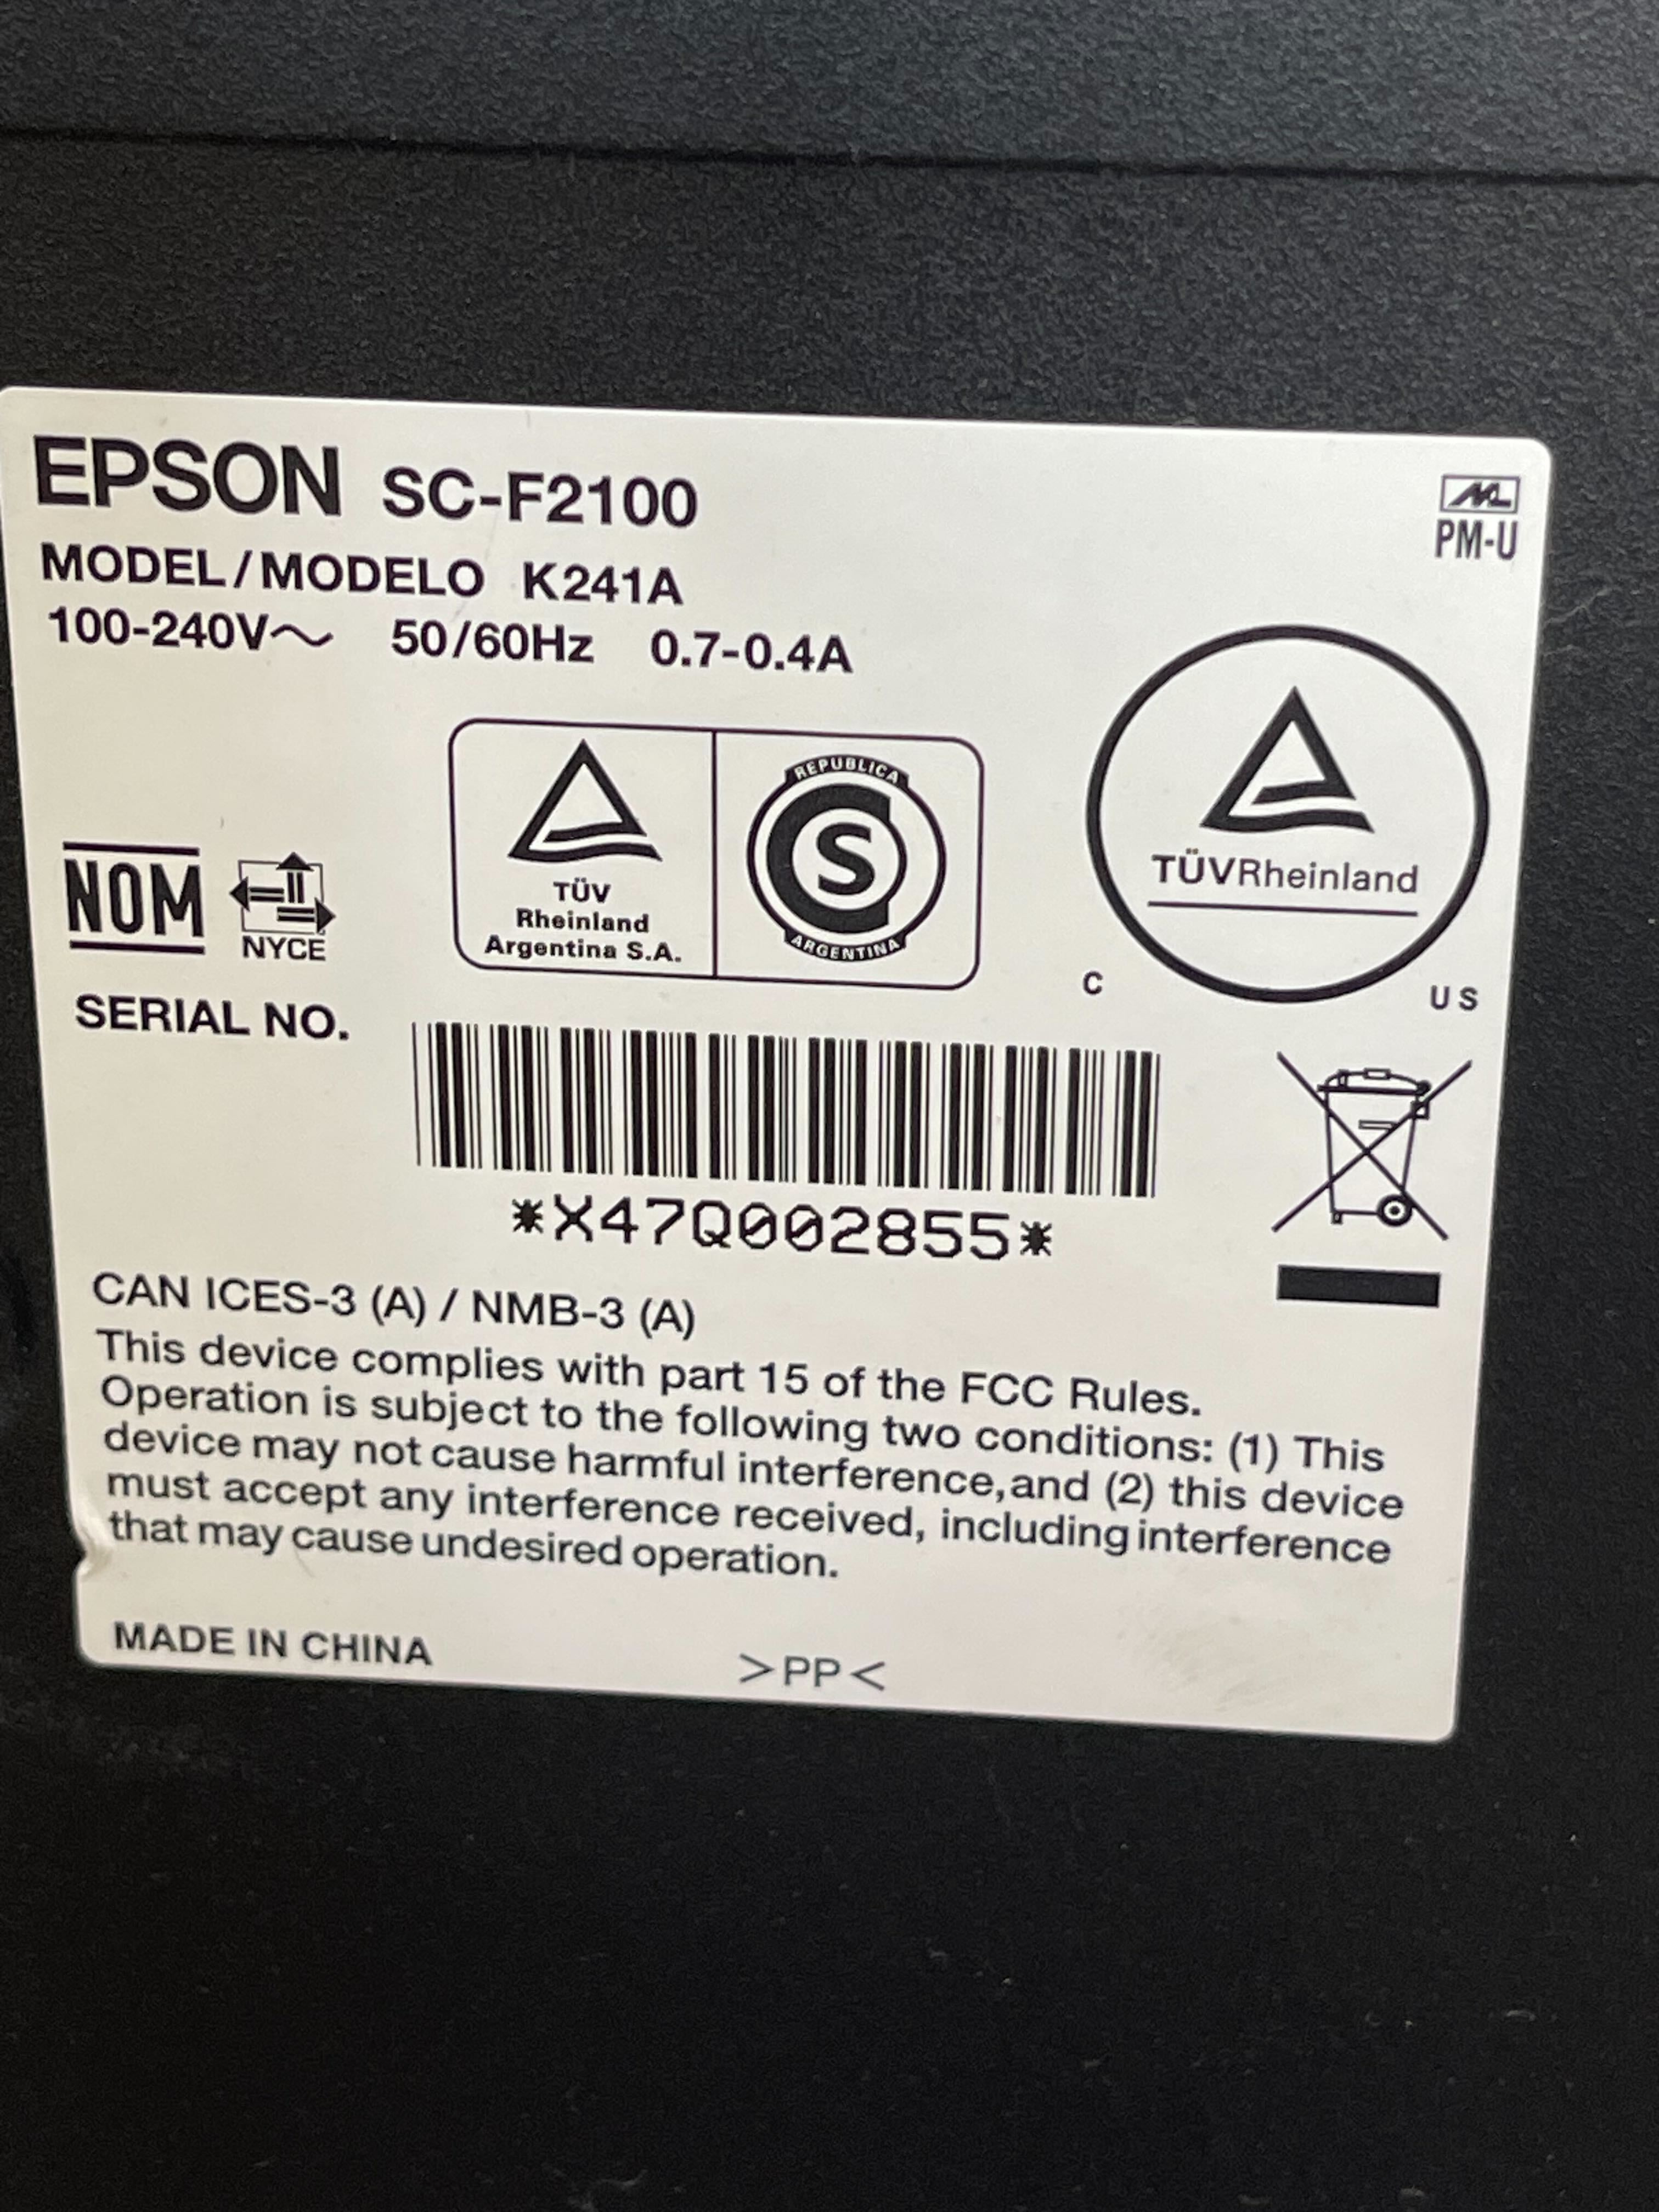 EPSON SC-F2100
PM-U
MODEL/MODELO K241A
100-240V~ 50/60Hz 0.7-0.4A
NOM
NYCE
TÜV
Rheinland
Argentina S.A.
REPUBLICA
S
ARGENTINA
TÜVRheinland
C US
SERIAL NO.
*X47Q002855*
CAN ICES-3 (A) / NMB-3 (A)
This device complies with part 15 of the FCC Rules.
Operation is subject to the following two conditions: (1) This
device may not cause harmful interference,and (2) this device
must accept any interference received, including interference
that may cause undesired operation.
MADE IN CHINA >PP<